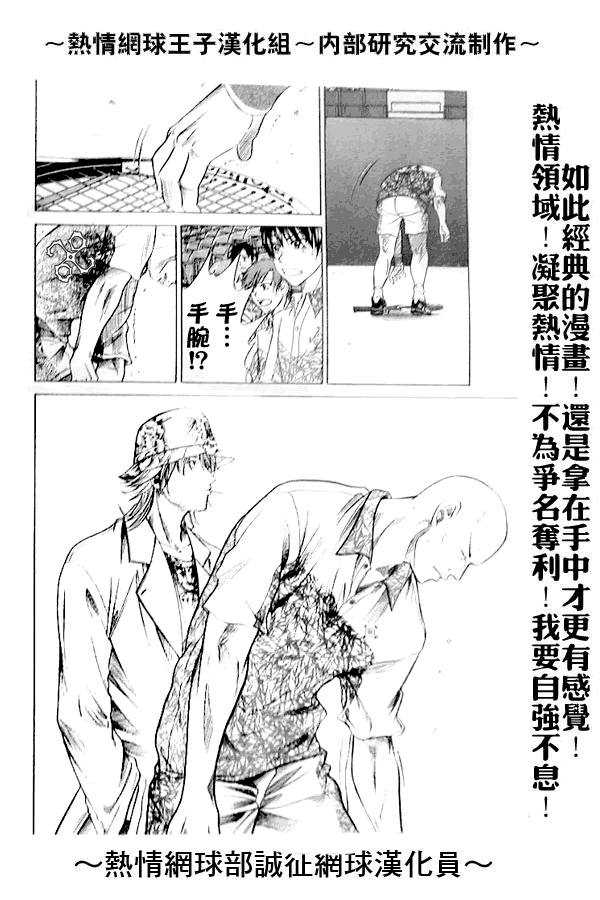 ～熱情網球王子漢化組～内部研究交流制作～
如此經典的漫畫！還是拿在手中才更有感覺！
熱情領域！凝聚熱情！不為爭名奪利！我要自強不息！
手…
手腕!?
～熱情網球部誠征網球漢化員～